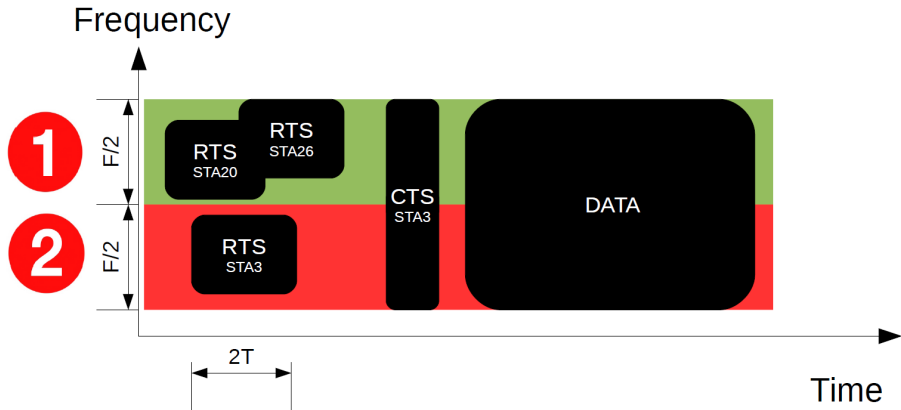 Frequency
1
F/2
RTS
STA20
RTS
STA26
CTS
STA3
DATA
2
F/2
RTS
STA3
2T
Time